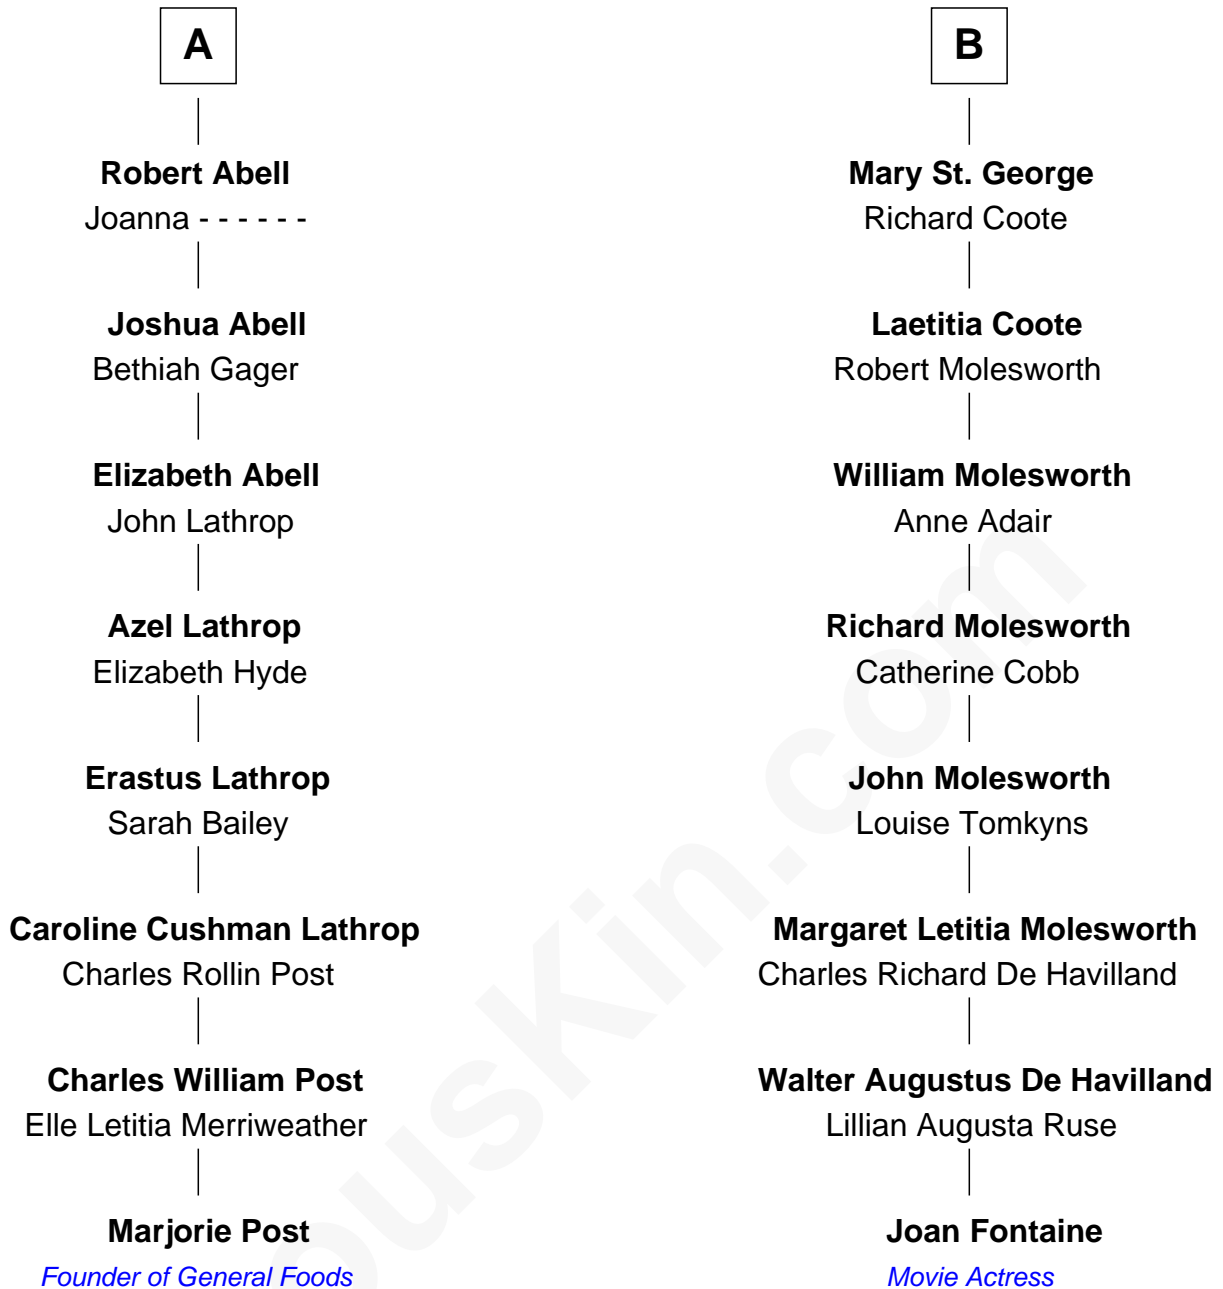 A
Robert Abell
Joanna - - - - - -
Joshua Abell
Bethiah Gager
Elizabeth Abell
John Lathrop
Azel Lathrop
Elizabeth Hyde
Erastus Lathrop
Sarah Bailey
Caroline Cushman Lathrop
Charles Rollin Post
Charles William Post
Elle Letitia Merriweather
Marjorie Post
Founder of General Foods
B
Mary St. George
Richard Coote
Laetitia Coote
Robert Molesworth
William Molesworth
Anne Adair
Richard Molesworth
Catherine Cobb
John Molesworth
Louise Tomkyns
Margaret Letitia Molesworth
Charles Richard De Havilland
Walter Augustus De Havilland
Lillian Augusta Ruse
Joan Fontaine
Movie Actress
ousKin.com